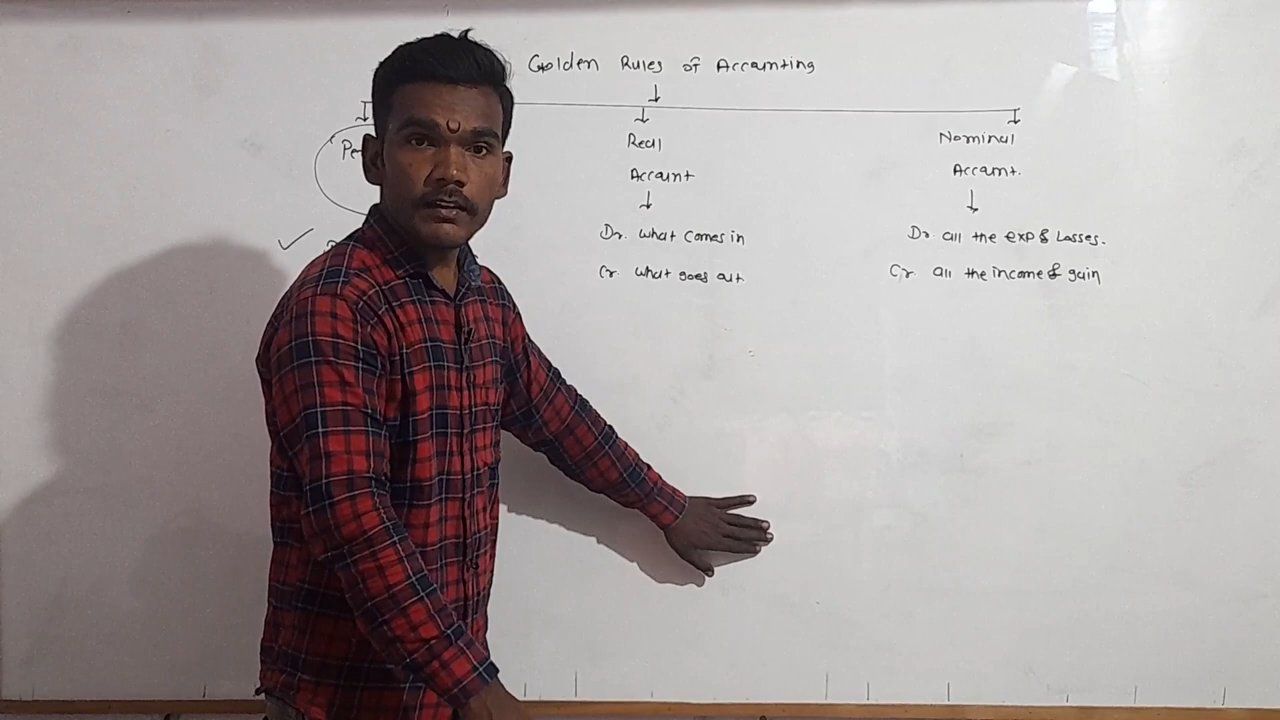 Golden Rules of Accounting
Real
Account
Dr. what comes in
Cr. what goes out
Nominal
Account.
Dr. all the exp & Losses.
Cr. all the income & gain